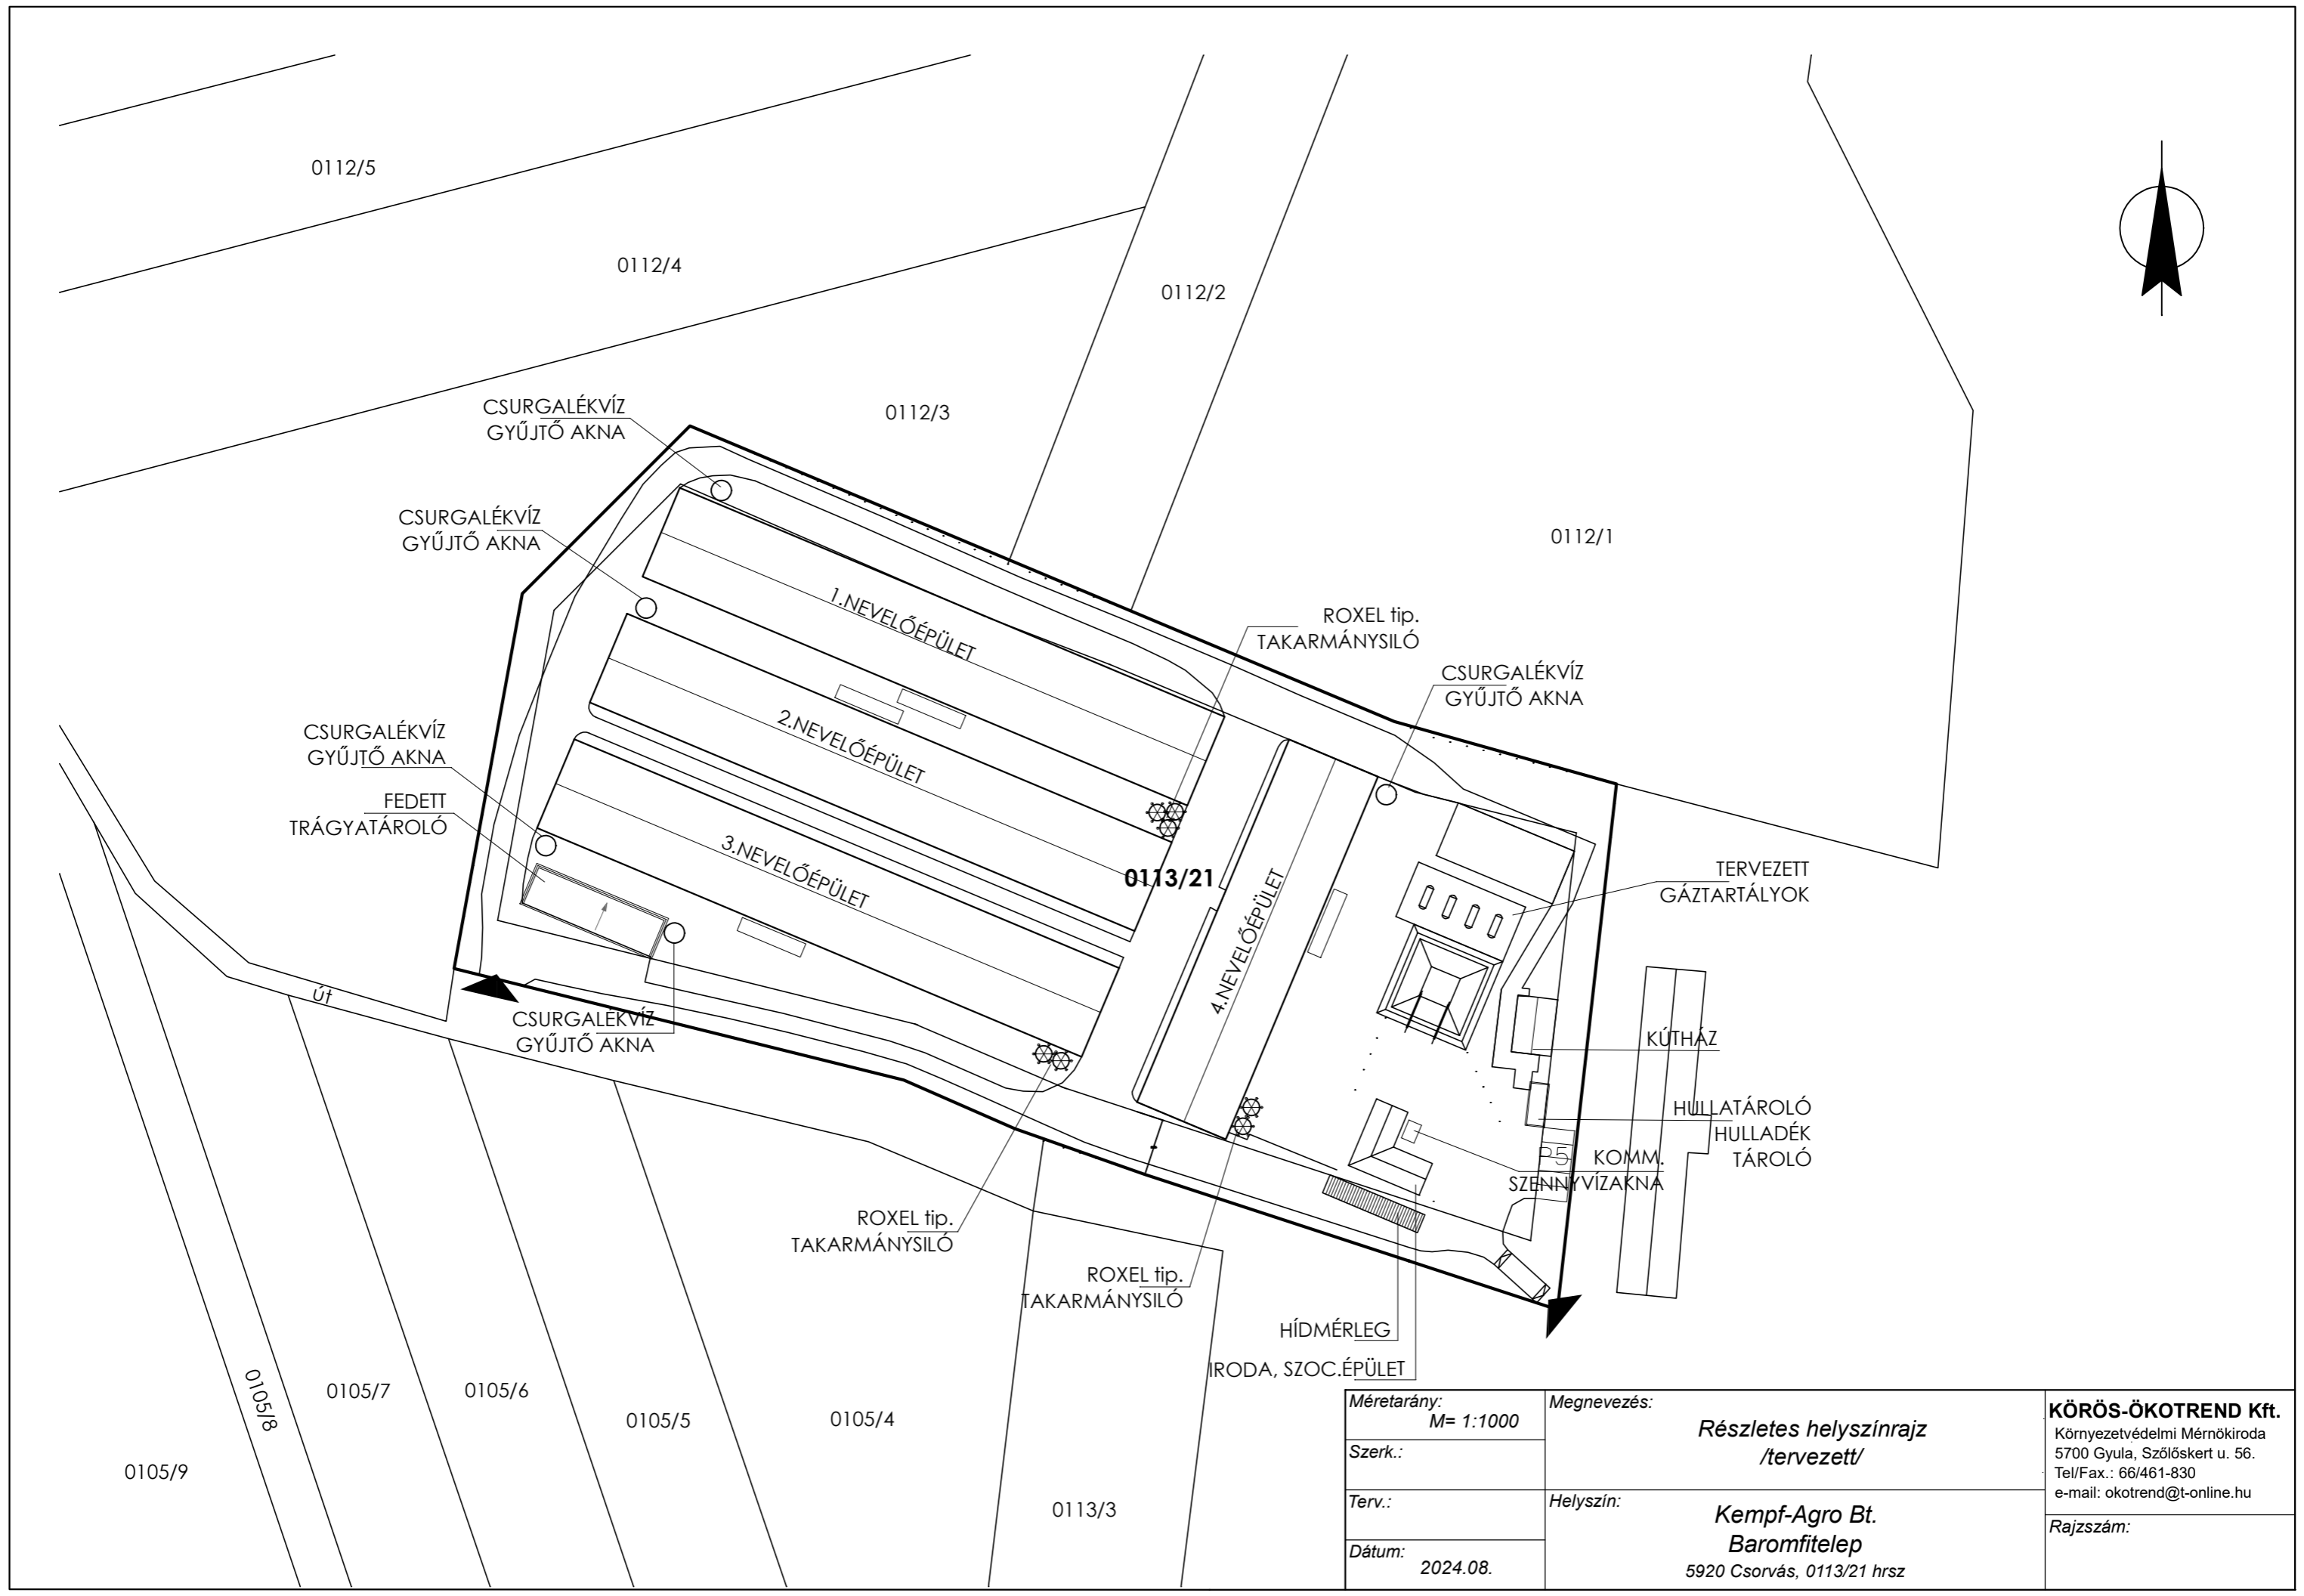 0112/5
0112/4
0112/2
0112/3
0112/1
CSURGALÉKVÍZ
GYŰJTŐ AKNA
CSURGALÉKVÍZ
GYŰJTŐ AKNA
1.NEVELŐÉPÜLET
ROXEL tip.
TAKARMÁNYSILÓ
CSURGALÉKVÍZ
GYŰJTŐ AKNA
2.NEVELŐÉPÜLET
CSURGALÉKVÍZ
GYŰJTŐ AKNA
FEDETT
TRÁGYATÁROLÓ
3.NEVELŐÉPÜLET
0113/21
4.NEVELŐÉPÜLET
TERVEZETT
GÁZTARTÁLYOK
út
CSURGALÉKVÍZ
GYŰJTŐ AKNA
KÚTHÁZ
HULLATÁROLÓ
HULLADÉK
TÁROLÓ
P5
KOMM.
SZENNYVÍZAKNA
ROXEL tip.
TAKARMÁNYSILÓ
ROXEL tip.
TAKARMÁNYSILÓ
HÍDMÉRLEG
IRODA, SZOC.ÉPÜLET
0105/9
0105/8
0105/7
0105/6
0105/5
0105/4
0113/3
Méretarány:
M= 1:1000
Szerk.:
Terv.:
Dátum:
2024.08.
Megnevezés:
Részletes helyszínrajz
/tervezett/
Helyszín:
Kempf-Agro Bt.
Baromfitelep
5920 Csorvás, 0113/21 hrsz
KÖRÖS-ÖKOTREND Kft.
Környezetvédelmi Mérnökiroda
5700 Gyula, Szőlőskert u. 56.
Tel/Fax.: 66/461-830
e-mail: okotrend@t-online.hu
Rajzszám: